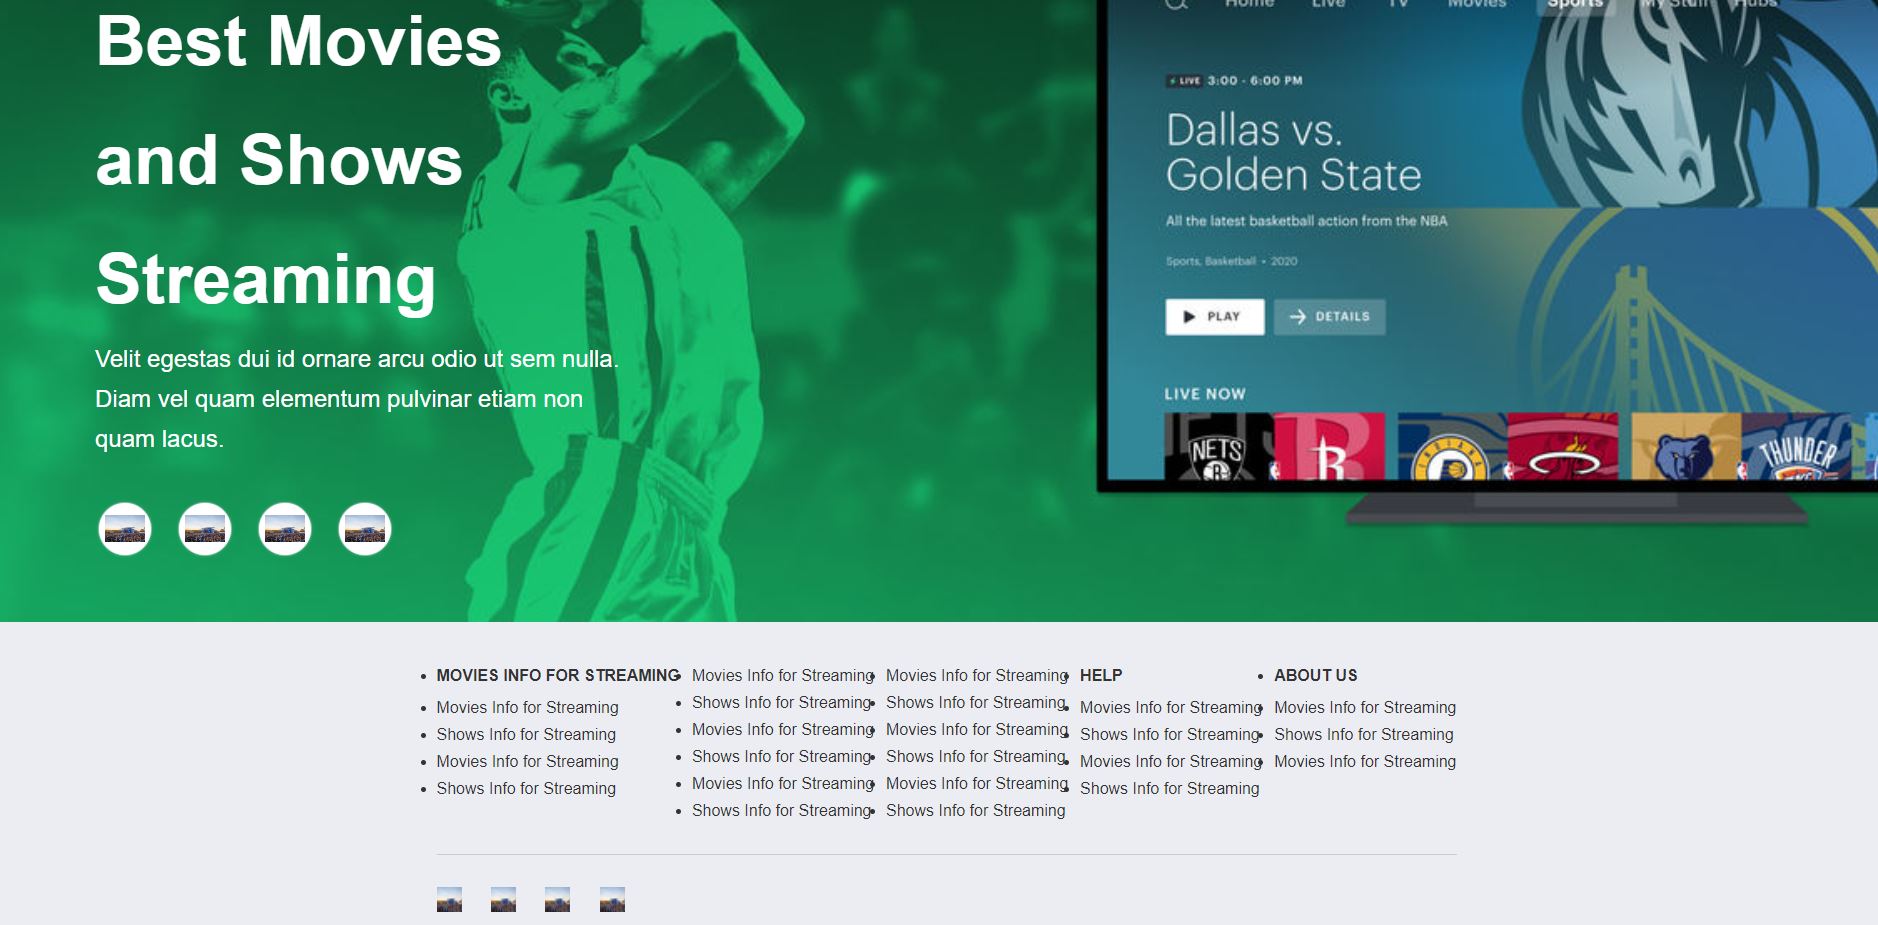 Best Movies
and Shows
Streaming
Velit egestas dui id ornare arcu odio ut sem nulla.
Diam vel quam elementum pulvinar etiam non
quam lacus.
Home Live TV Movies Sports My Stuff Hubs
LIVE 3:00 - 6:00 PM
Dallas vs.
Golden State
All the latest basketball action from the NBA
Sports, Basketball • 2020
PLAY DETAILS
LIVE NOW
NETS
B
R
INDIANA
P
THUNDER
MOVIES INFO FOR STREAMING
Movies Info for Streaming
Shows Info for Streaming
Movies Info for Streaming
Shows Info for Streaming
Movies Info for Streaming
Shows Info for Streaming
Movies Info for Streaming
Shows Info for Streaming
Movies Info for Streaming
Shows Info for Streaming
Movies Info for Streaming
Shows Info for Streaming
Movies Info for Streaming
Shows Info for Streaming
Movies Info for Streaming
Shows Info for Streaming
HELP
Movies Info for Streaming
Shows Info for Streaming
Movies Info for Streaming
Shows Info for Streaming
ABOUT US
Movies Info for Streaming
Shows Info for Streaming
Movies Info for Streaming